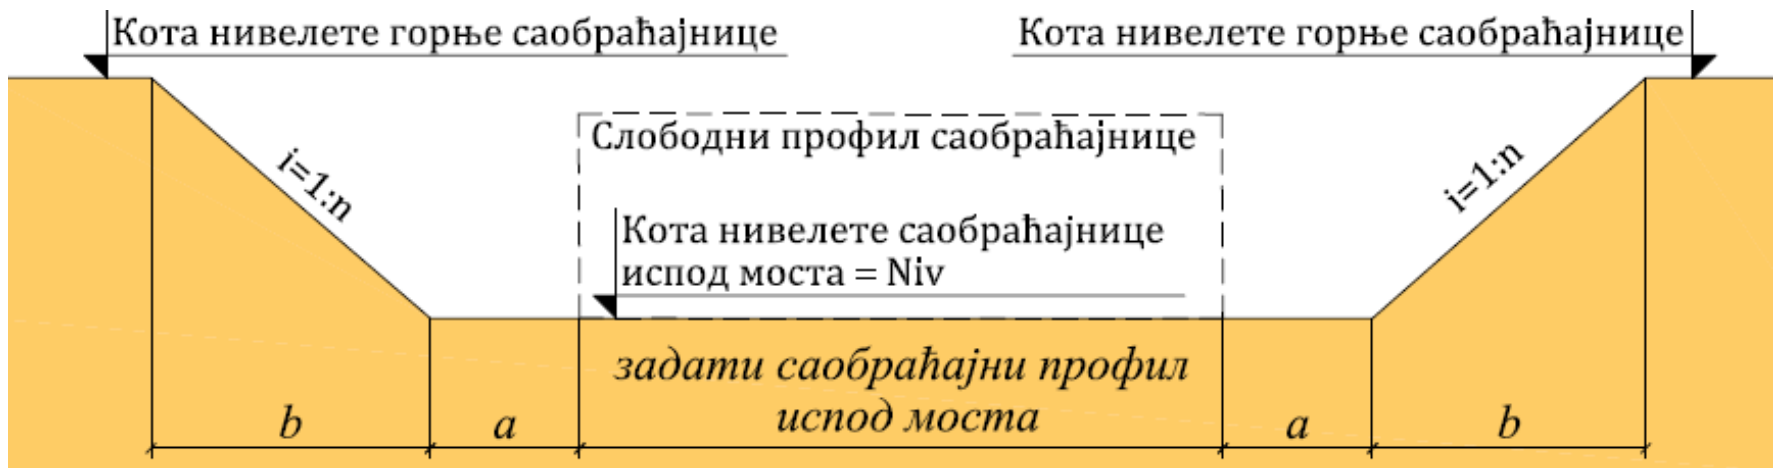 Кота нивелете горње саобраћајнице
Кота нивелете горње саобраћајнице
Слободни профил саобраћајнице
i=1:n
i=1:n
Кота нивелете саобраћајнице
испод моста = Niv
задати саобраћајни профил
испод моста
b
a
a
b